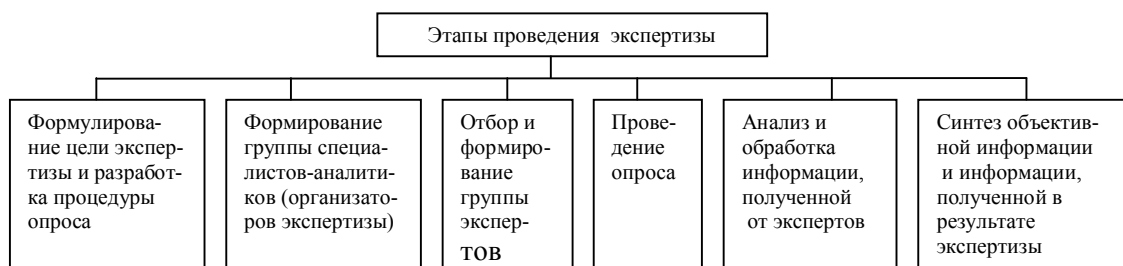 Этапы проведения экспертизы
Формулирова-
ние цели экспер-
тизы и разработ-
ка процедуры
опроса
Формирование
группы специа-
листов-аналити-
ков (организато-
ров экспертизы)
Отбор и
формиро-
вание
группы
экспер-
тов
Прове-
дение
опроса
Анализ и
обработка
информации,
полученной
от экспертов
Синтез объектив-
ной информации
и информации,
полученной в
результате
экспертизы